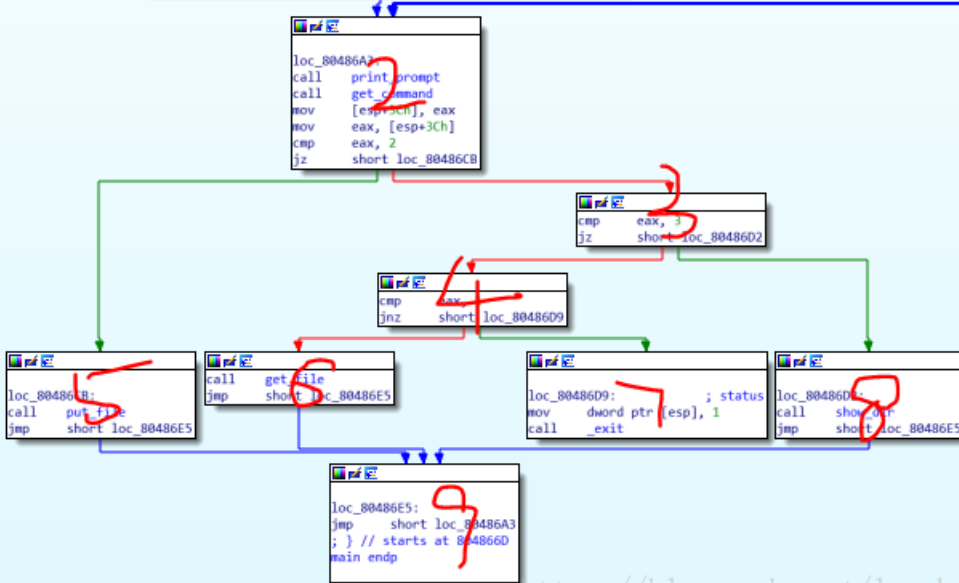 loc_80486A3:
call print_prompt
call get_command
mov [esp+3Ch], eax
mov eax, [esp+3Ch]
cmp eax, 2
jz short loc_80486CB
2
cmp eax, 3
jz short loc_80486D2
3
cmp eax,
jnz short loc_80486D9
4
loc_80486CB:
call put_file
jmp short loc_80486E5
5
call get_file
jmp short loc_80486E5
6
loc_80486D9: ; status
mov dword ptr [esp], 1
call _exit
7
loc_80486D2:
call show_dir
jmp short loc_80486E5
8
loc_80486E5:
jmp short loc_80486A3
; } // starts at 804866D
main endp
9